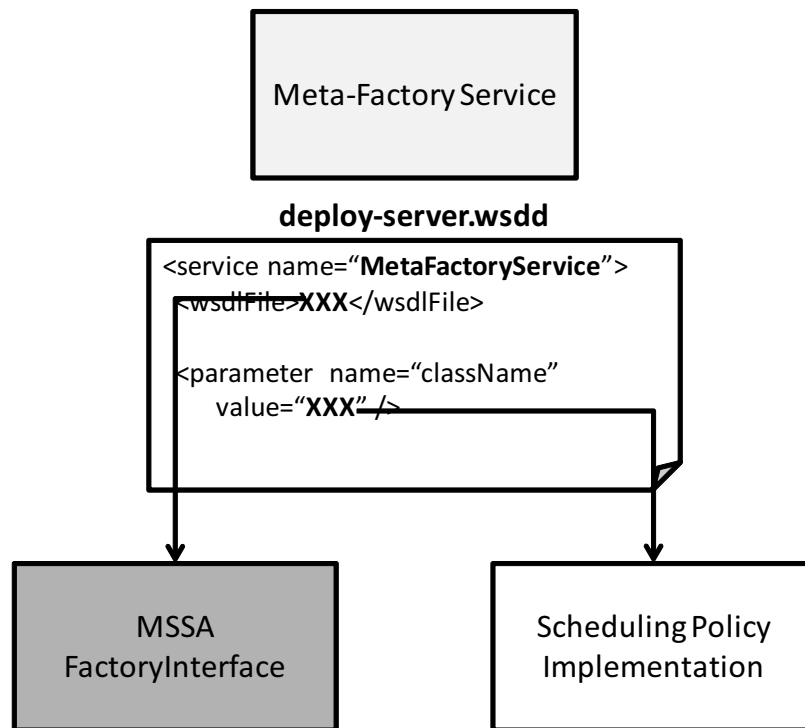 Meta-Factory Service
deploy-server.wsdd
<service name=“MetaFactoryService”>
<wsdlFile>XXX</wsdlFile>
<parameter name=“className”
value=“XXX” />
MSSA
FactoryInterface
Scheduling Policy
Implementation